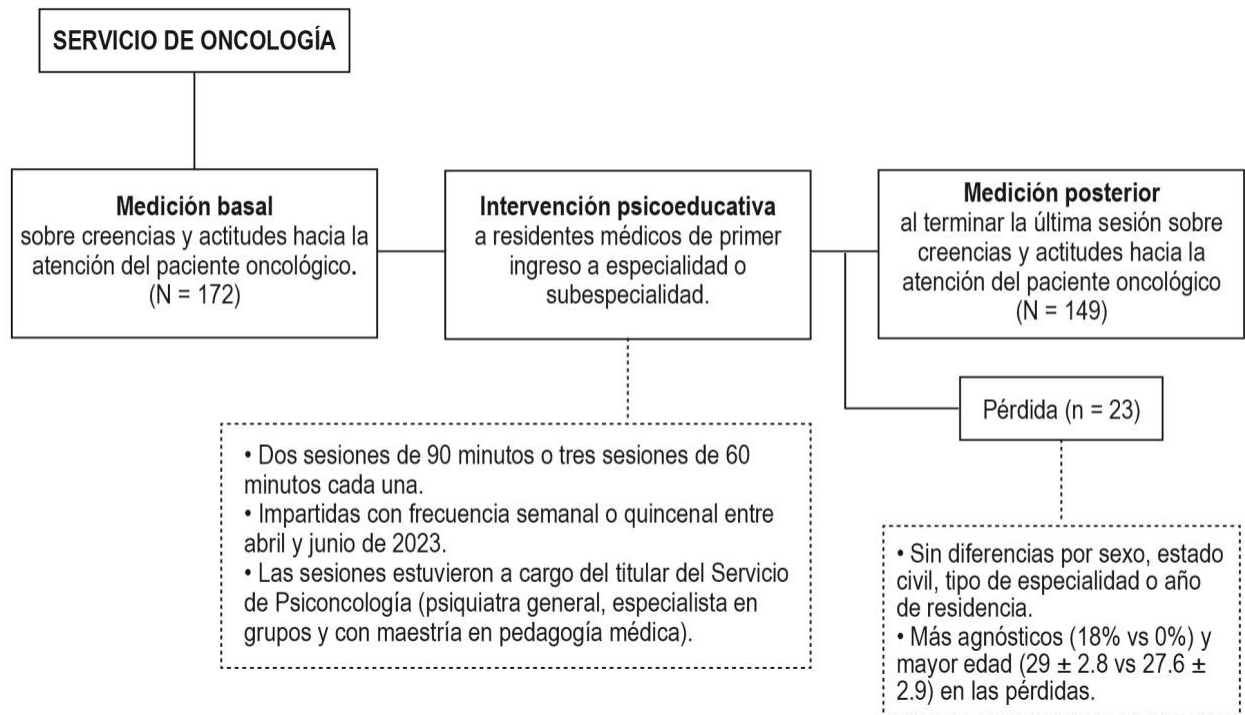 SERVICIO DE ONCOLOGÍA
Medición basal
sobre creencias y actitudes hacia la
atención del paciente oncológico.
(N = 172)
Intervención psicoeducativa
a residentes médicos de primer
ingreso a especialidad o
subespecialidad.
Medición posterior
al terminar la última sesión sobre
creencias y actitudes hacia la
atención del paciente oncológico
(N = 149)
Pérdida (n = 23)
• Dos sesiones de 90 minutos o tres sesiones de 60
minutos cada una.
• Impartidas con frecuencia semanal o quincenal entre
abril y junio de 2023.
• Las sesiones estuvieron a cargo del titular del Servicio
de Psiconcología (psiquiatra general, especialista en
grupos y con maestría en pedagogía médica).
• Sin diferencias por sexo, estado
civil, tipo de especialidad o año
de residencia.
• Más agnósticos (18% vs 0%) y
mayor edad (29 ± 2.8 vs 27.6 ±
2.9) en las pérdidas.